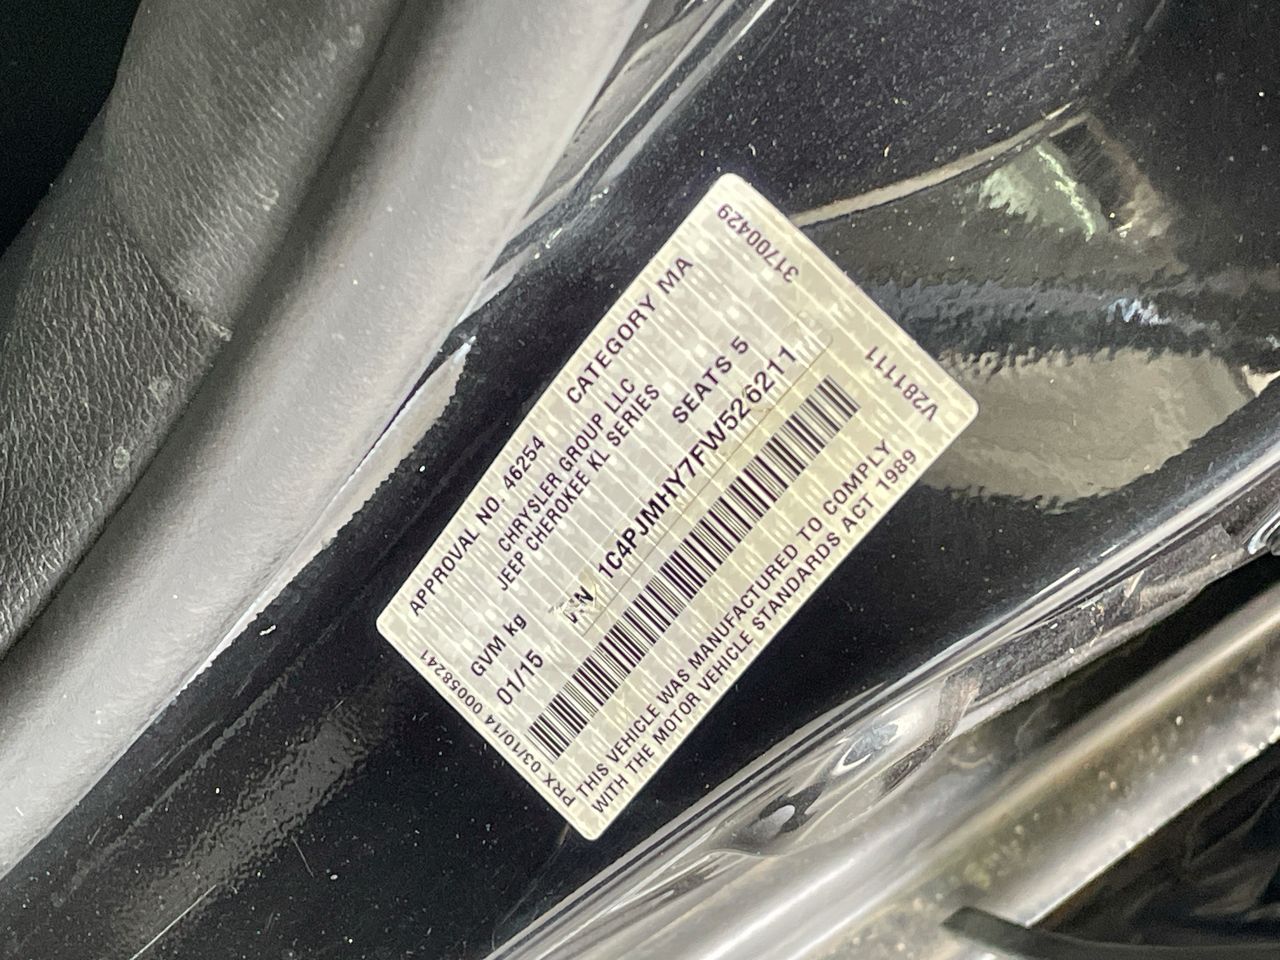 APPROVAL NO. 46254 CATEGORY MA
CHRYSLER GROUP LLC
JEEP CHEROKEE KL SERIES
GVM kg SEATS 5
01/15 1C4PJMHY7FW526211
THIS VEHICLE WAS MANUFACTURED TO COMPLY
WITH THE MOTOR VEHICLE STANDARDS ACT 1989
PRX 03/10/14 00058241
31700429
V281111